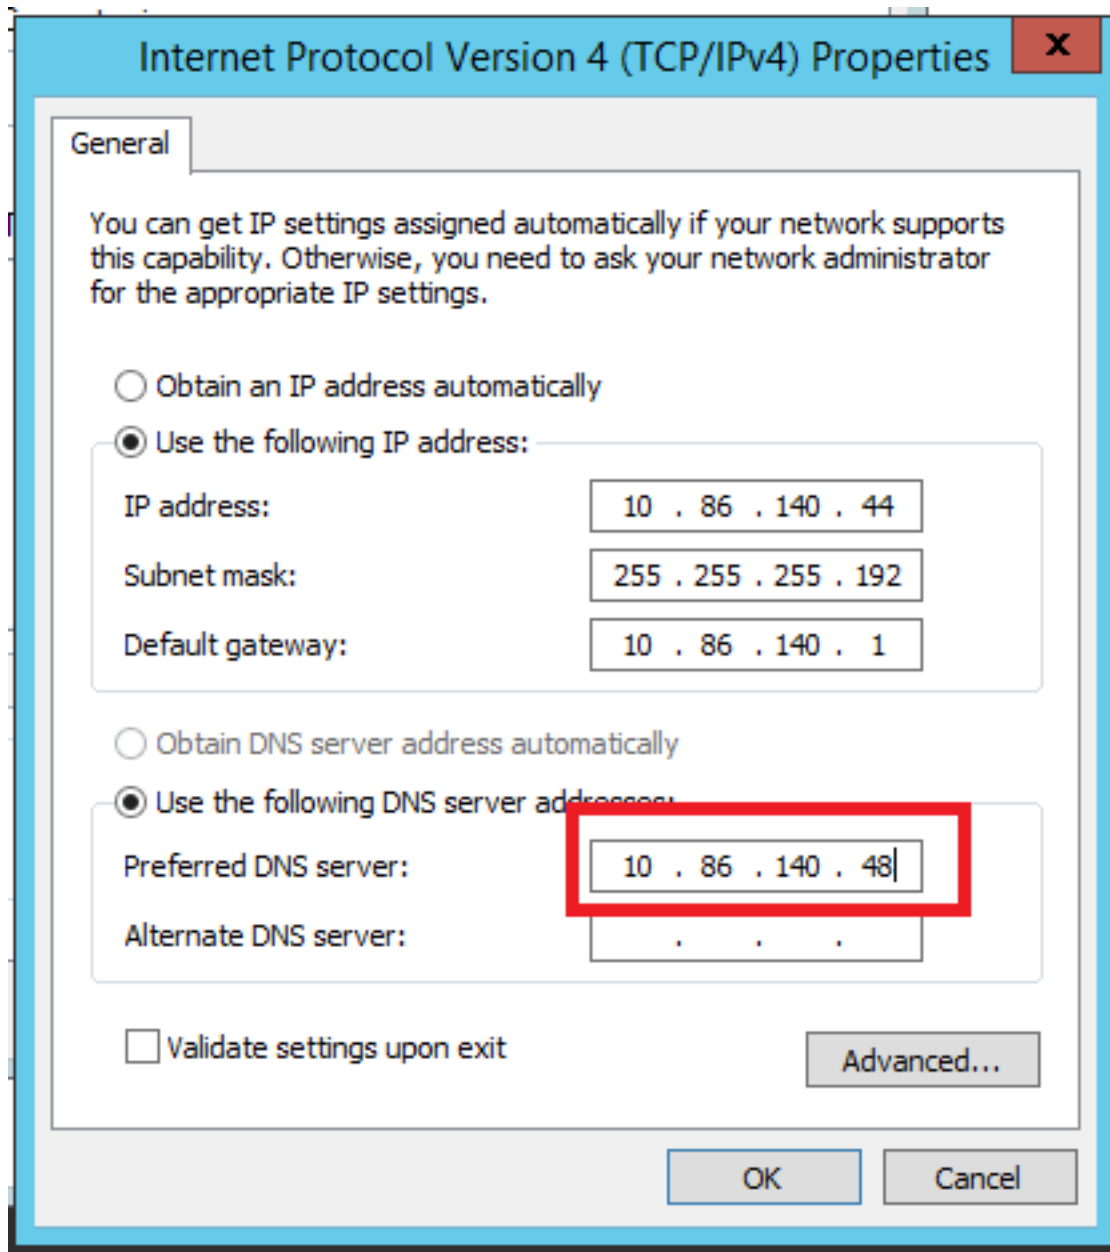 Internet Protocol Version 4 (TCP/IPv4) Properties
x
General
You can get IP settings assigned automatically if your network supports
this capability. Otherwise, you need to ask your network administrator
for the appropriate IP settings.
Obtain an IP address automatically
Use the following IP address:
IP address: 10 . 86 . 140 . 44
Subnet mask: 255 . 255 . 255 . 192
Default gateway: 10 . 86 . 140 . 1
Obtain DNS server address automatically
Use the following DNS server addresses:
Preferred DNS server: 10 . 86 . 140 . 48
Alternate DNS server: . . .
Validate settings upon exit
Advanced...
OK Cancel